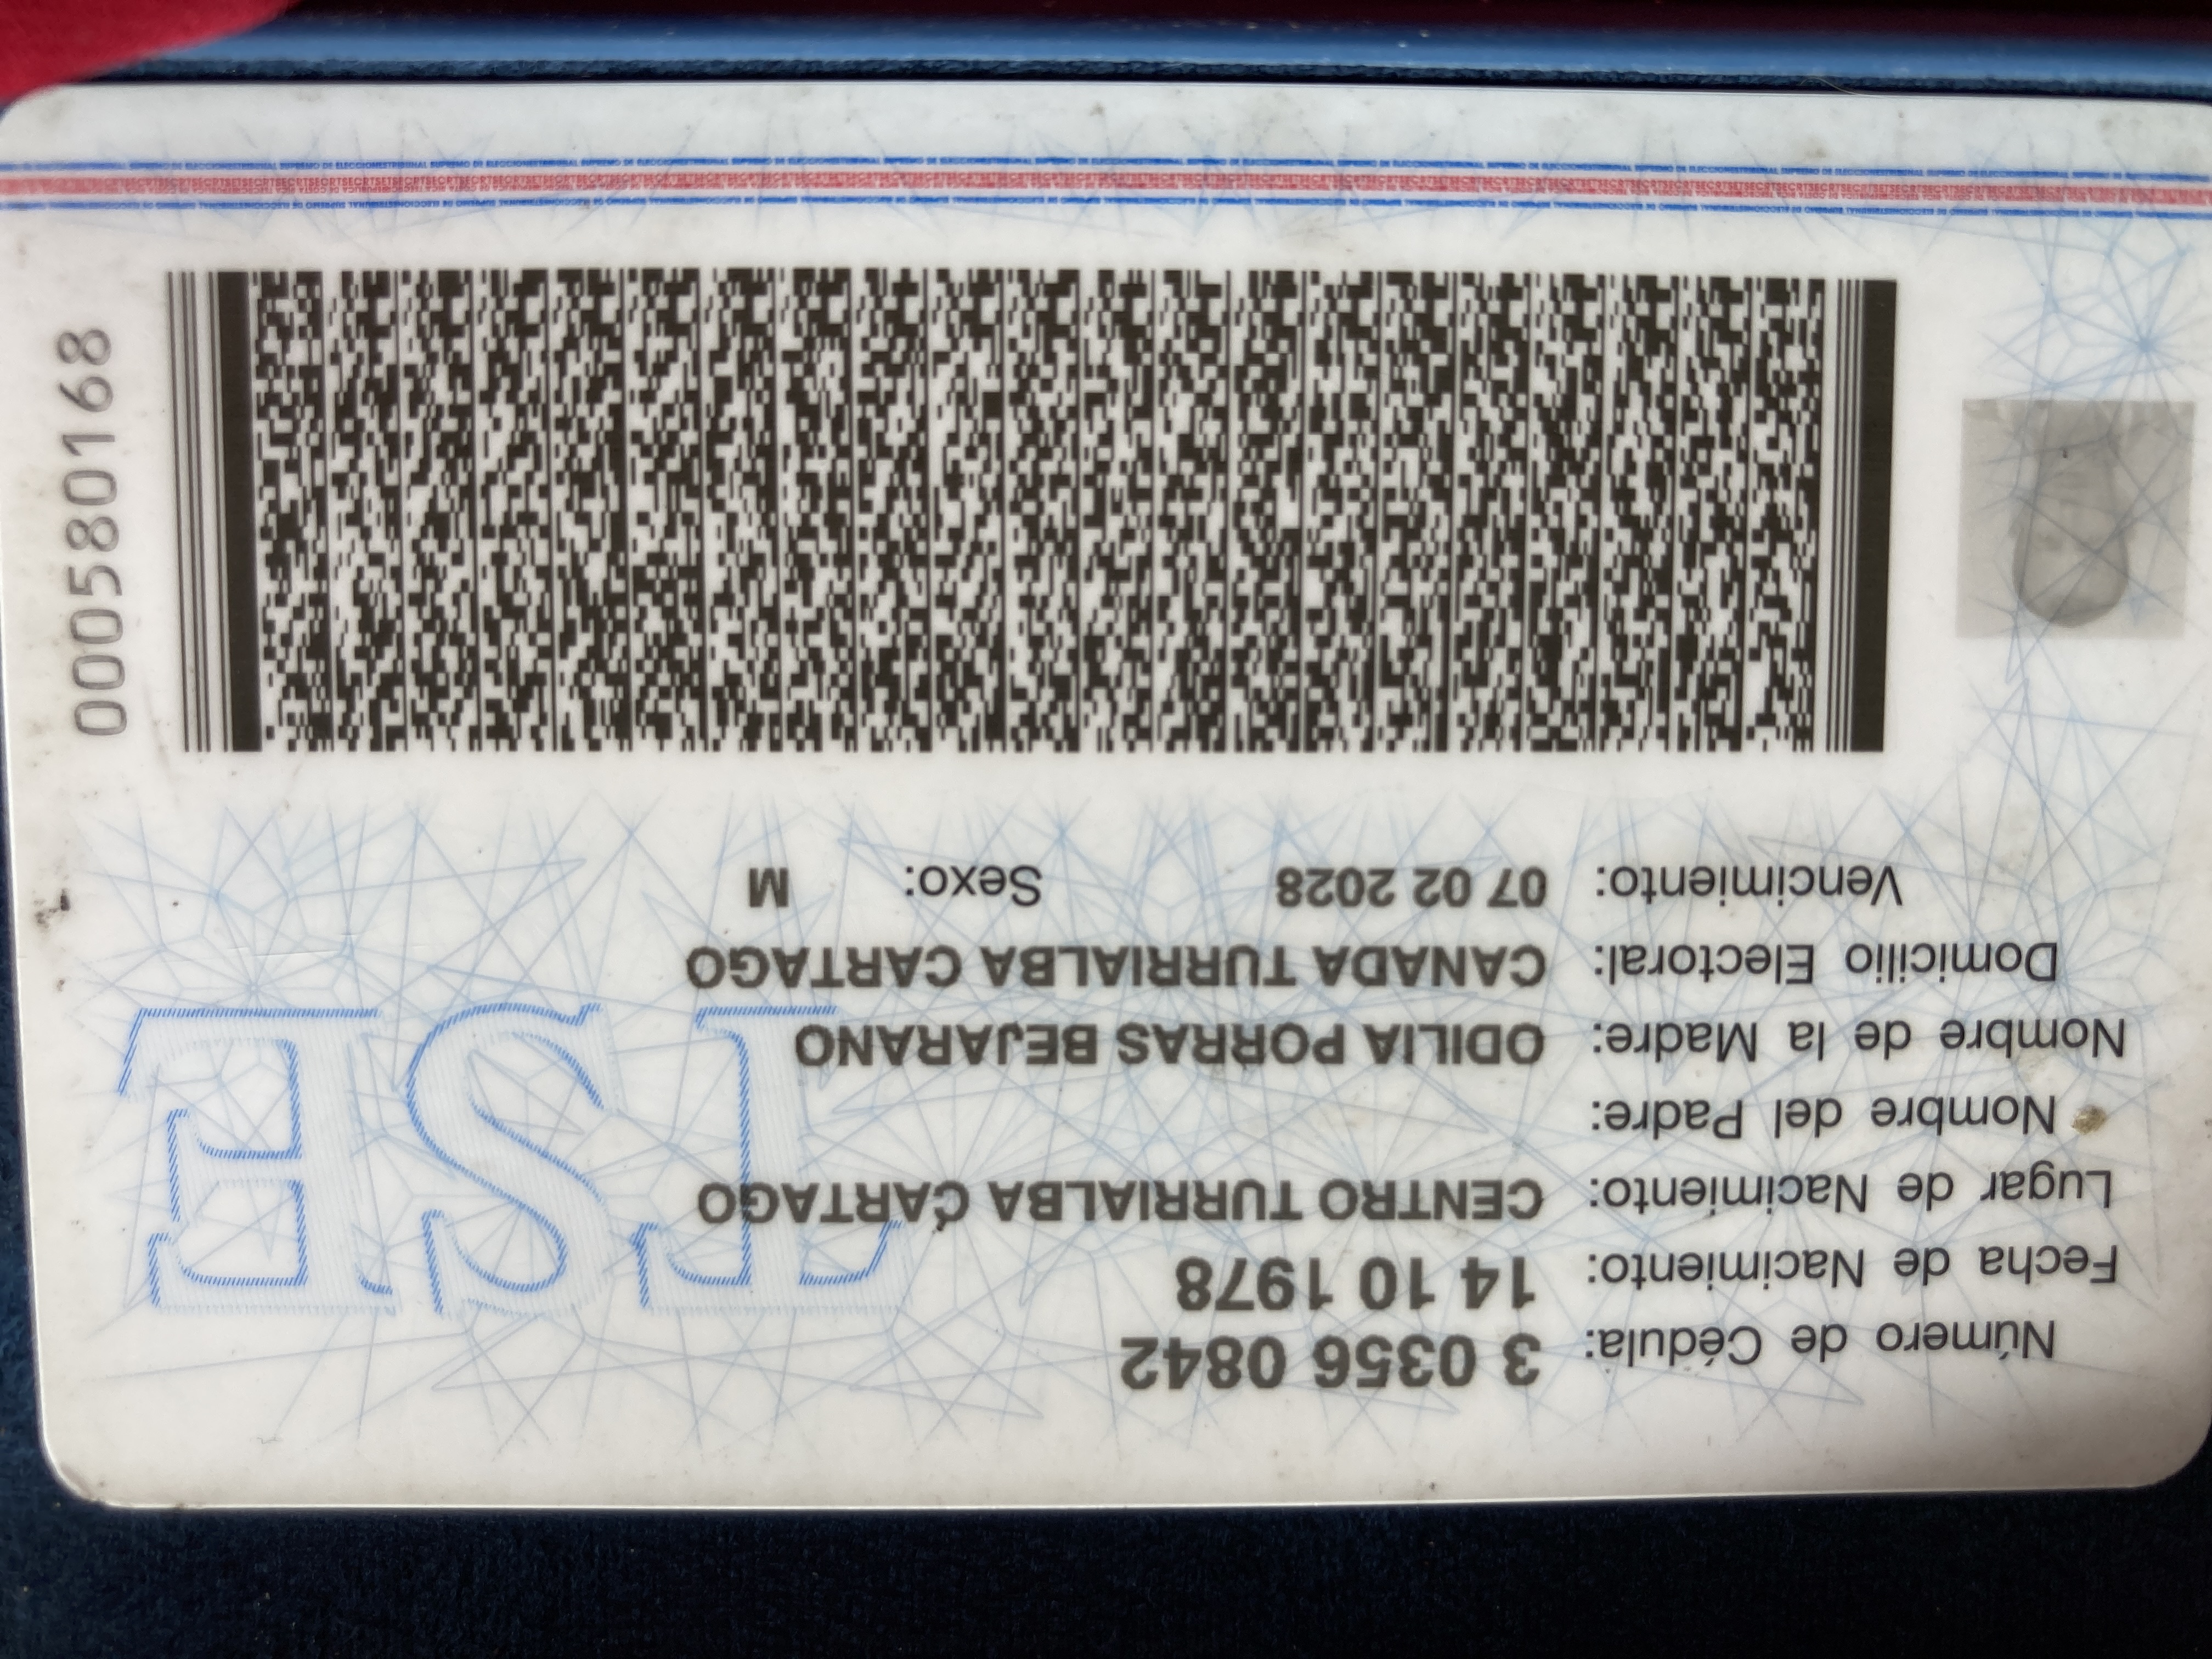 TSE
Número de Cédula: 3 0356 0842
Fecha de Nacimiento: 14 10 1978
Lugar de Nacimiento: CENTRO TURRIALBA CARTAGO
Nombre del Padre:
Nombre de la Madre: ODILIA PORRAS BEJARANO
Domicilio Electoral: CANADA TURRIALBA CARTAGO
Vencimiento: 07 02 2028 Sexo: M
000580168